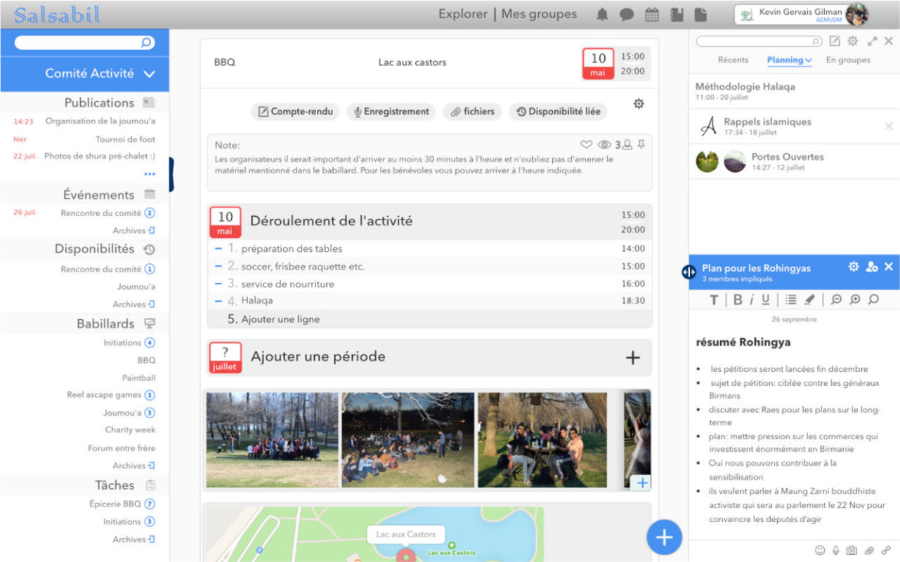 Salsabil
Explorer | Mes groupes
Kevin Gervais Gilman
AEMUDM
Comité Activité
Publications
14:23 Organisation de la joumou'a
hier Tournoi de foot
22 juil. Photos de shura pré-chalet :)
Événements
26 juil. Rencontre du comité 2
Archives
Disponibilités
Rencontre du comité 1
Joumou'a
Archives
Babillards
Initiations 4
BBQ
Paintball
Reel ascape games 3
Joumou'a 3
Charity week
Forum entre frère
Archives
Tâches
Épicerie BBQ 7
Initiations 3
Archives
BBQ Lac aux castors 10 mai 15:00 20:00
Compte-rendu Enregistrement fichiers Disponibilité liée
Note: 3
Les organisateurs il serait important d'arriver au moins 30 minutes à l'heure et n'oubliez pas d'amener le
matériel mentionné dans le babillard. Pour les bénévoles vous pouvez arriver à l'heure indiquée.
10 mai Déroulement de l'activité 15:00 20:00
1. préparation des tables 14:00
2. soccer, frisbee raquette etc. 15:00
3. service de nourriture 16:00
4. Halaqa 18:30
5. Ajouter une ligne
? juillet Ajouter une période +
Lac aux Castors
Lac aux Castors
Récents Planning En groupes
Méthodologie Halaqa
11:00 - 20 juillet
Rappels islamiques
17:34 - 18 juillet
Portes Ouvertes
14:27 - 12 juillet
Plan pour les Rohingyas
3 membres impliqués
T B i U
26 septembre
résumé Rohingya
• les pétitions seront lancées fin décembre
• sujet de pétition: ciblée contre les généraux
Birmans
• discuter avec Raes pour les plans sur le long-
terme
• plan: mettre pression sur les commerces qui
investissent énormément en Birmanie
• Oui nous pouvons contribuer à la
sensibilisation
• ils veulent parler à Maung Zarni bouddhiste
activiste qui sera au parlement le 22 Nov pour
convaincre les députés d'agir